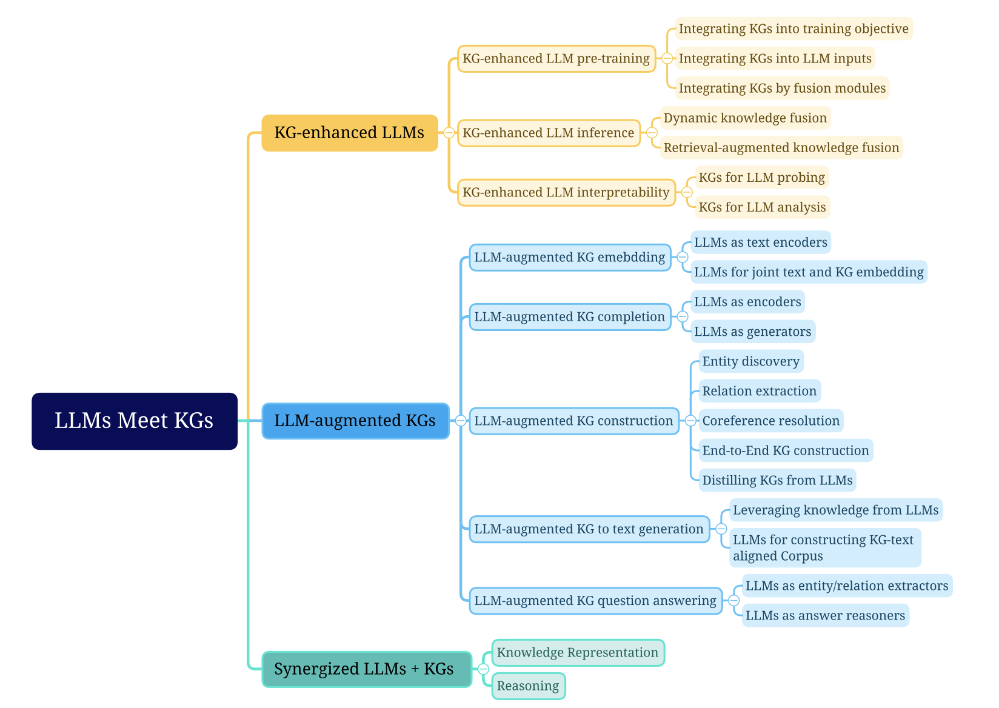 LLMs Meet KGs
KG-enhanced LLMs
KG-enhanced LLM pre-training
Integrating KGs into training objective
Integrating KGs into LLM inputs
Integrating KGs by fusion modules
KG-enhanced LLM inference
Dynamic knowledge fusion
Retrieval-augmented knowledge fusion
KG-enhanced LLM interpretability
KGs for LLM probing
KGs for LLM analysis
LLM-augmented KGs
LLM-augmented KG emebdding
LLMs as text encoders
LLMs for joint text and KG embedding
LLM-augmented KG completion
LLMs as encoders
LLMs as generators
LLM-augmented KG construction
Entity discovery
Relation extraction
Coreference resolution
End-to-End KG construction
Distilling KGs from LLMs
LLM-augmented KG to text generation
Leveraging knowledge from LLMs
LLMs for constructing KG-text
aligned Corpus
LLM-augmented KG question answering
LLMs as entity/relation extractors
LLMs as answer reasoners
Synergized LLMs + KGs
Knowledge Representation
Reasoning